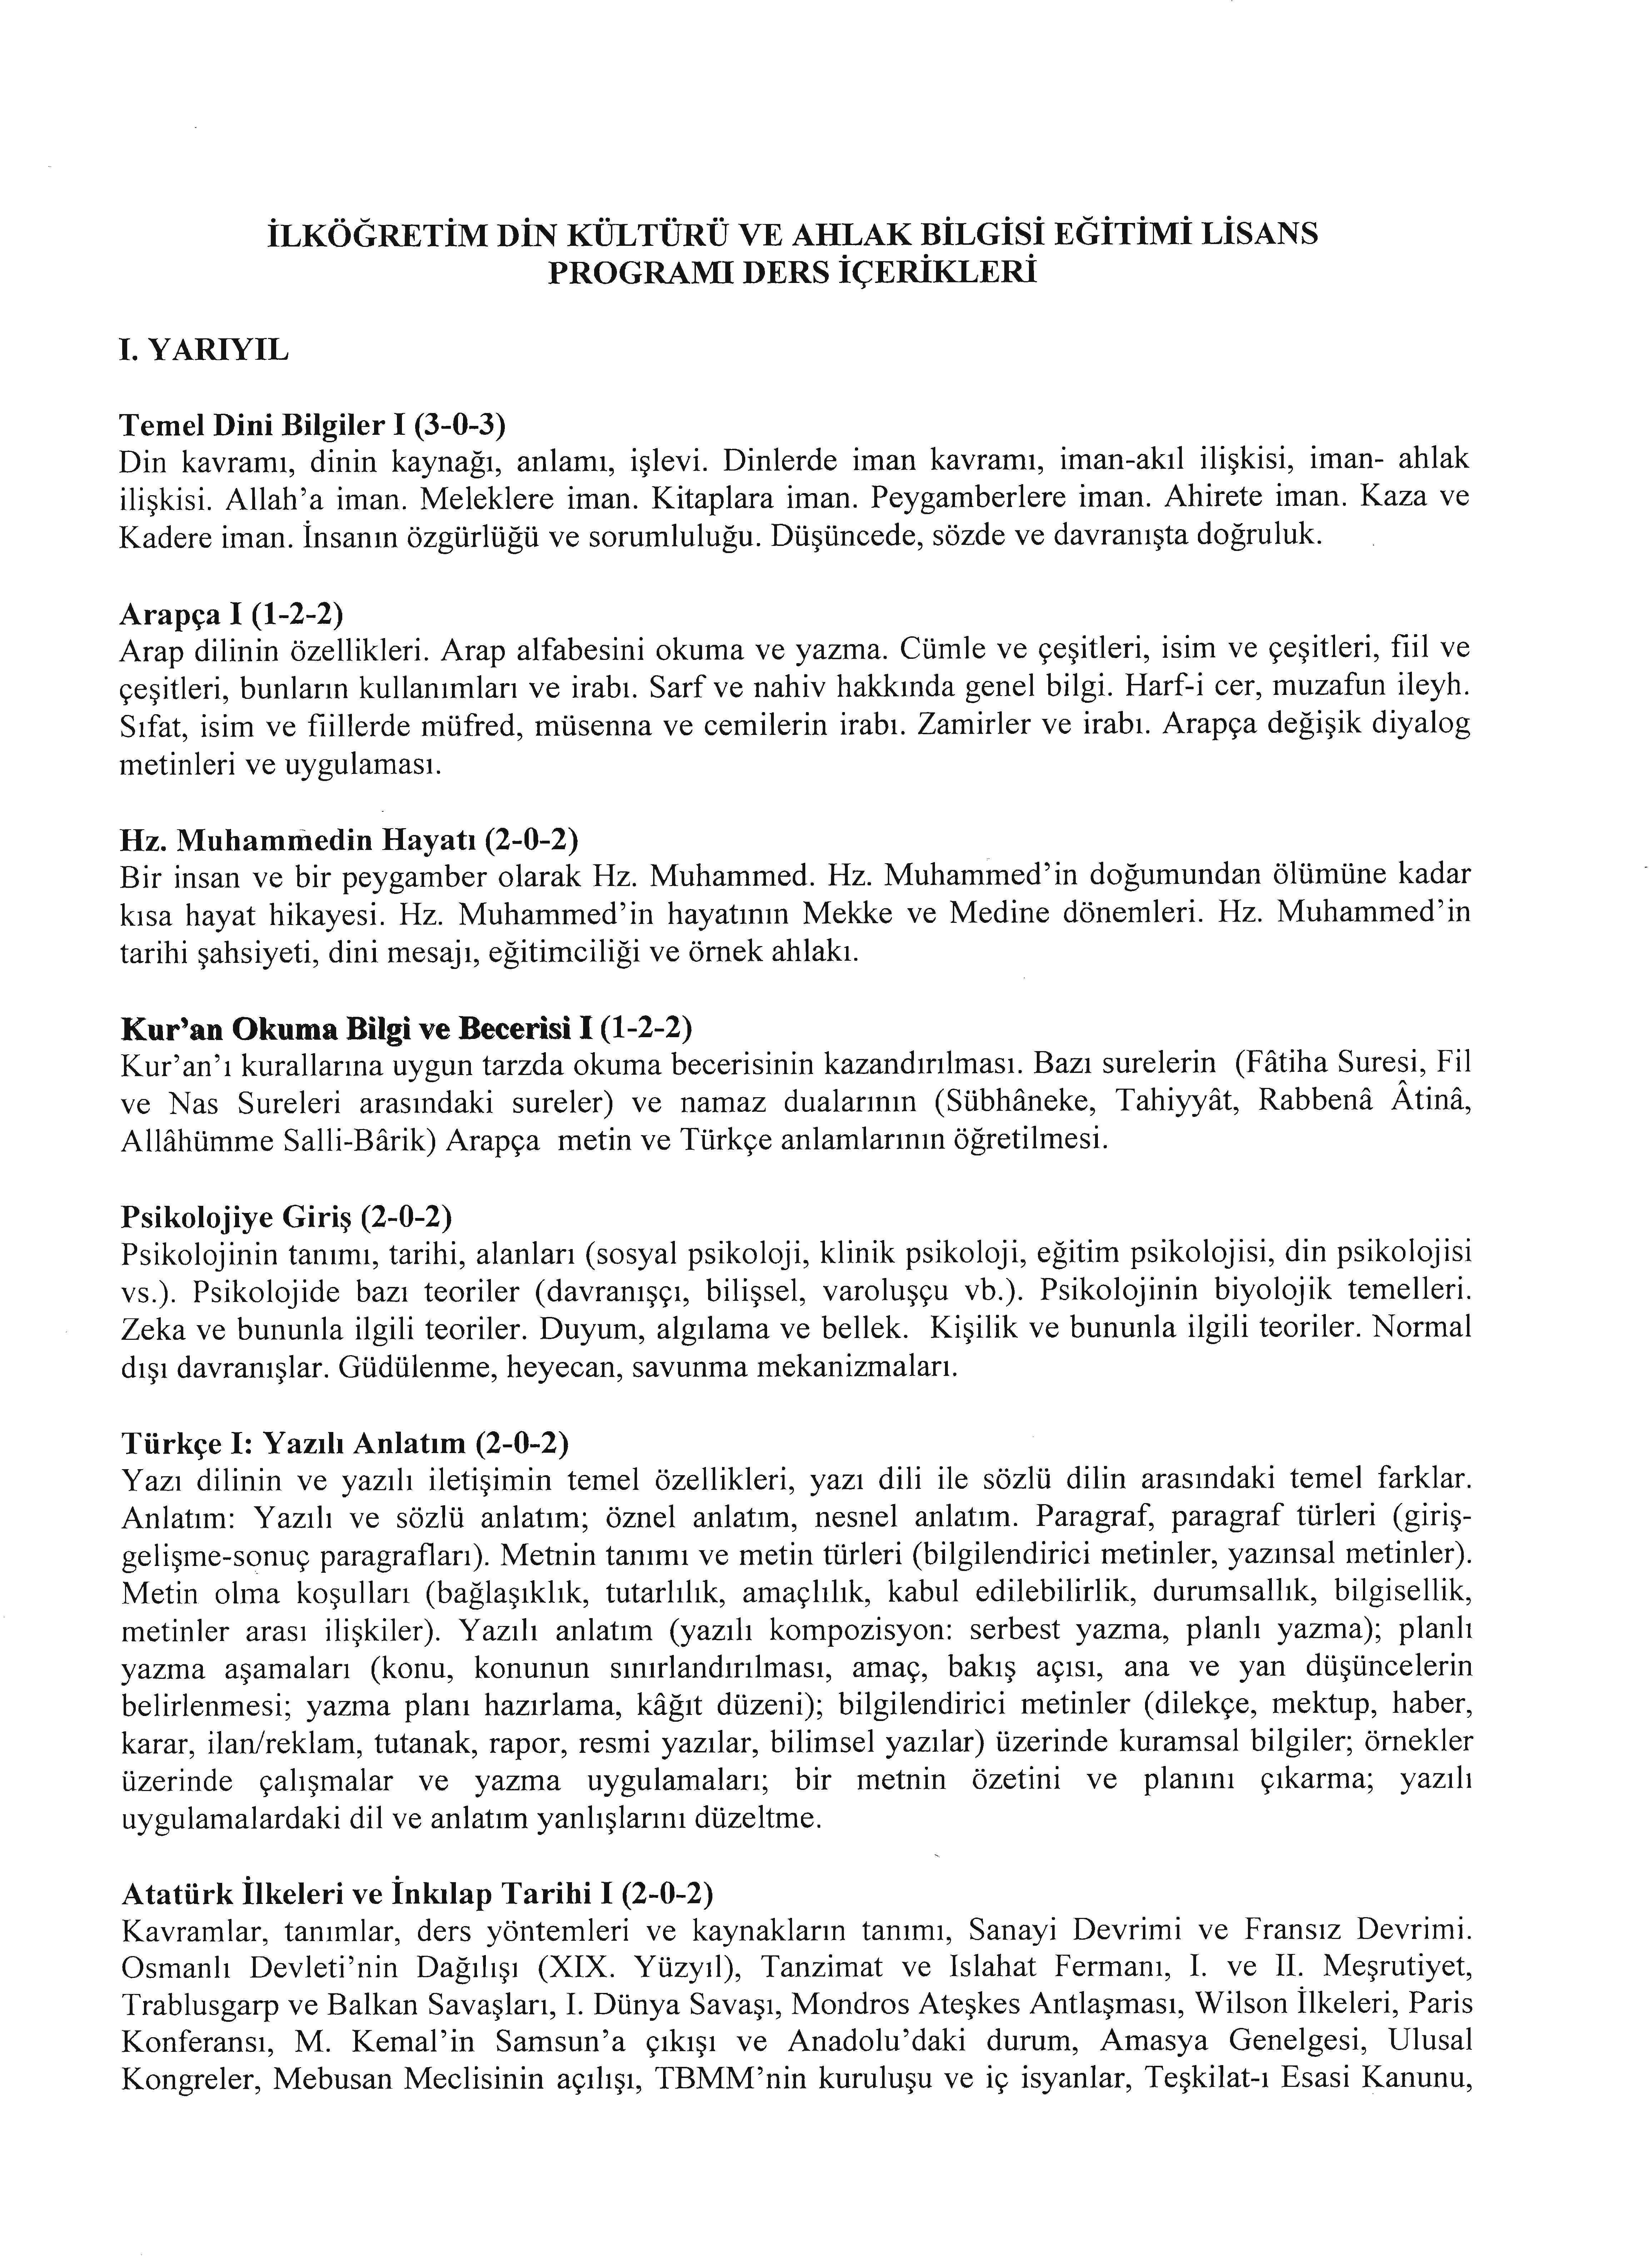 İLKÖĞRETİM DİN KÜLTÜRÜ VE AHLAK BİLGİSİ EĞİTİMİ LİSANS
PROGRAMI DERS İÇERİKLERİ
I. YARIYIL
Temel Dini Bilgiler I (3-0-3)
Din kavramı, dinin kaynağı, anlamı, işlevi. Dinlerde iman kavramı, iman-akıl ilişkisi, iman- ahlak
ilişkisi. Allah'a iman. Meleklere iman. Kitaplara iman. Peygamberlere iman. Ahirete iman. Kaza ve
Kadere iman. İnsanın özgürlüğü ve sorumluluğu. Düşüncede, sözde ve davranışta doğruluk.
Arapça I (1-2-2)
Arap dilinin özellikleri. Arap alfabesini okuma ve yazma. Cümle ve çeşitleri, isim ve çeşitleri, fiil ve
çeşitleri, bunların kullanımları ve irabı. Sarf ve nahiv hakkında genel bilgi. Harf-i cer, muzafun ileyh.
Sıfat, isim ve fiillerde müfred, müsenna ve cemilerin irabı. Zamirler ve irabı. Arapça değişik diyalog
metinleri ve uygulaması.
Hz. Muhammedin Hayatı (2-0-2)
Bir insan ve bir peygamber olarak Hz. Muhammed. Hz. Muhammed'in doğumundan ölümüne kadar
kısa hayat hikayesi. Hz. Muhammed'in hayatının Mekke ve Medine dönemleri. Hz. Muhammed'in
tarihi şahsiyeti, dini mesajı, eğitimciliği ve örnek ahlakı.
Kur'an Okuma Bilgi ve Becerisi I (1-2-2)
Kur'an'ı kurallarına uygun tarzda okuma becerisinin kazandırılması. Bazı surelerin (Fâtiha Suresi, Fil
ve Nas Sureleri arasındaki sureler) ve namaz dualarının (Sübhâneke, Tahiyyât, Rabbenâ Âtinâ,
Allâhümme Salli-Bârik) Arapça metin ve Türkçe anlamlarının öğretilmesi.
Psikolojiye Giriş (2-0-2)
Psikolojinin tanımı, tarihi, alanları (sosyal psikoloji, klinik psikoloji, eğitim psikolojisi, din psikolojisi
vs.). Psikolojide bazı teoriler (davranışçı, bilişsel, varoluşçu vb.). Psikolojinin biyolojik temelleri.
Zeka ve bununla ilgili teoriler. Duyum, algılama ve bellek. Kişilik ve bununla ilgili teoriler. Normal
dışı davranışlar. Güdülenme, heyecan, savunma mekanizmaları.
Türkçe I: Yazılı Anlatım (2-0-2)
Yazı dilinin ve yazılı iletişimin temel özellikleri, yazı dili ile sözlü dilin arasındaki temel farklar.
Anlatım: Yazılı ve sözlü anlatım; öznel anlatım, nesnel anlatım. Paragraf, paragraf türleri (giriş-
gelişme-sonuç paragrafları). Metnin tanımı ve metin türleri (bilgilendirici metinler, yazınsal metinler).
Metin olma koşulları (bağlaşıklık, tutarlılık, amaçlılık, kabul edilebilirlik, durumsallık, bilgisellik,
metinler arası ilişkiler). Yazılı anlatım (yazılı kompozisyon: serbest yazma, planlı yazma); planlı
yazma aşamaları (konu, konunun sınırlandırılması, amaç, bakış açısı, ana ve yan düşüncelerin
belirlenmesi; yazma planı hazırlama, kâğıt düzeni); bilgilendirici metinler (dilekçe, mektup, haber,
karar, ilan/reklam, tutanak, rapor, resmi yazılar, bilimsel yazılar) üzerinde kuramsal bilgiler; örnekler
üzerinde çalışmalar ve yazma uygulamaları; bir metnin özetini ve planını çıkarma; yazılı
uygulamalardaki dil ve anlatım yanlışlarını düzeltme.
Atatürk İlkeleri ve İnkılap Tarihi I (2-0-2)
Kavramlar, tanımlar, ders yöntemleri ve kaynakların tanımı, Sanayi Devrimi ve Fransız Devrimi.
Osmanlı Devleti'nin Dağılışı (XIX. Yüzyıl), Tanzimat ve Islahat Fermanı, I. ve II. Meşrutiyet,
Trablusgarp ve Balkan Savaşları, I. Dünya Savaşı, Mondros Ateşkes Antlaşması, Wilson İlkeleri, Paris
Konferansı, M. Kemal'in Samsun'a çıkışı ve Anadolu'daki durum, Amasya Genelgesi, Ulusal
Kongreler, Mebusan Meclisinin açılışı, TBMM'nin kuruluşu ve iç isyanlar, Teşkilat-ı Esasi Kanunu,